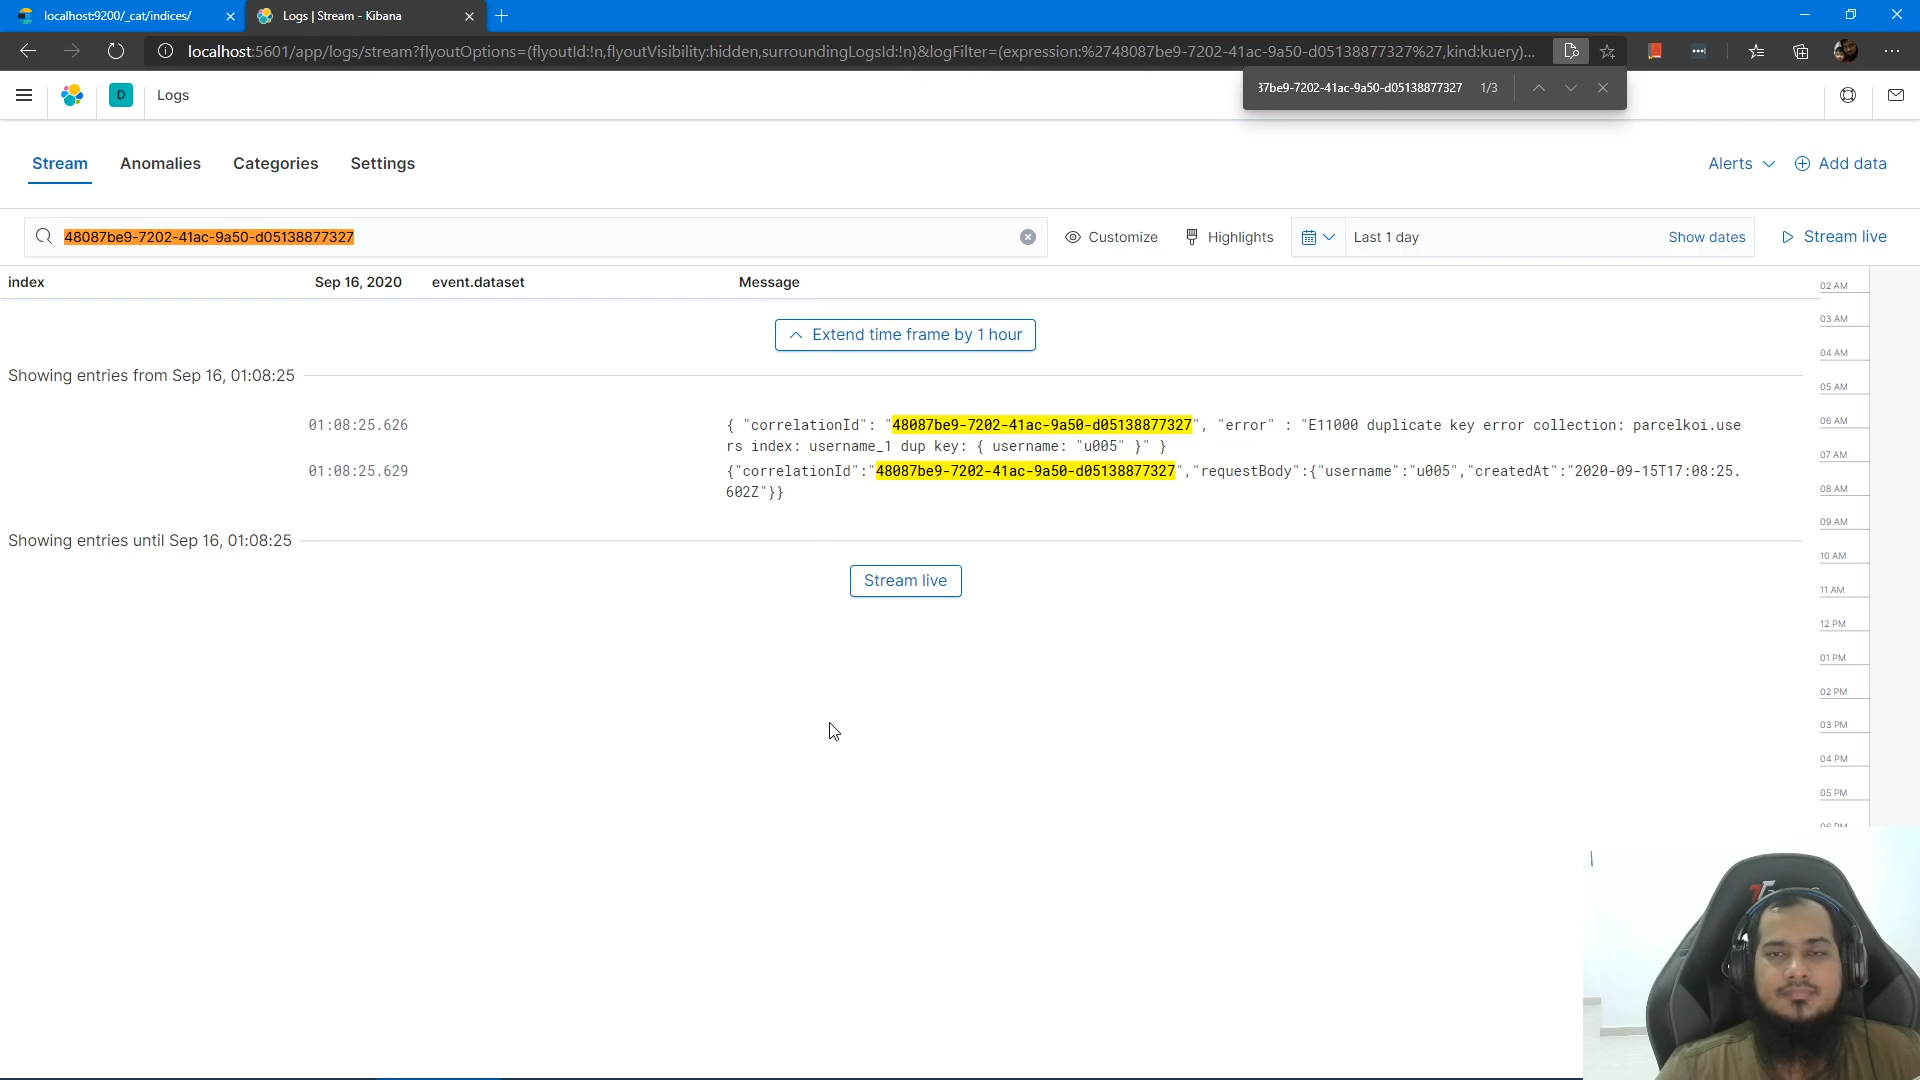 localhost:9200/_cat/indices/
Logs | Stream - Kibana
localhost:5601/app/logs/stream?flyoutOptions=(flyoutId:!n,flyoutVisibility:hidden,surroundingLogsId:!n)&logFilter=(expression:%2748087be9-7202-41ac-9a50-d05138877327%27,kind:kuery)...
37be9-7202-41ac-9a50-d05138877327 1/3
D Logs
Stream Anomalies Categories Settings
Alerts Add data
48087be9-7202-41ac-9a50-d05138877327
Customize Highlights Last 1 day Show dates Stream live
index Sep 16, 2020 event.dataset Message
Extend time frame by 1 hour
Showing entries from Sep 16, 01:08:25
01:08:25.626 { "correlationId": "48087be9-7202-41ac-9a50-d05138877327", "error" : "E11000 duplicate key error collection: parcelkoi.use
rs index: username_1 dup key: { username: "u005" }" }
01:08:25.629 {"correlationId":"48087be9-7202-41ac-9a50-d05138877327","requestBody":{"username":"u005","createdAt":"2020-09-15T17:08:25.
602Z"}}
Showing entries until Sep 16, 01:08:25
Stream live
02 AM
03 AM
04 AM
05 AM
06 AM
07 AM
08 AM
09 AM
10 AM
11 AM
12 PM
01 PM
02 PM
03 PM
04 PM
05 PM